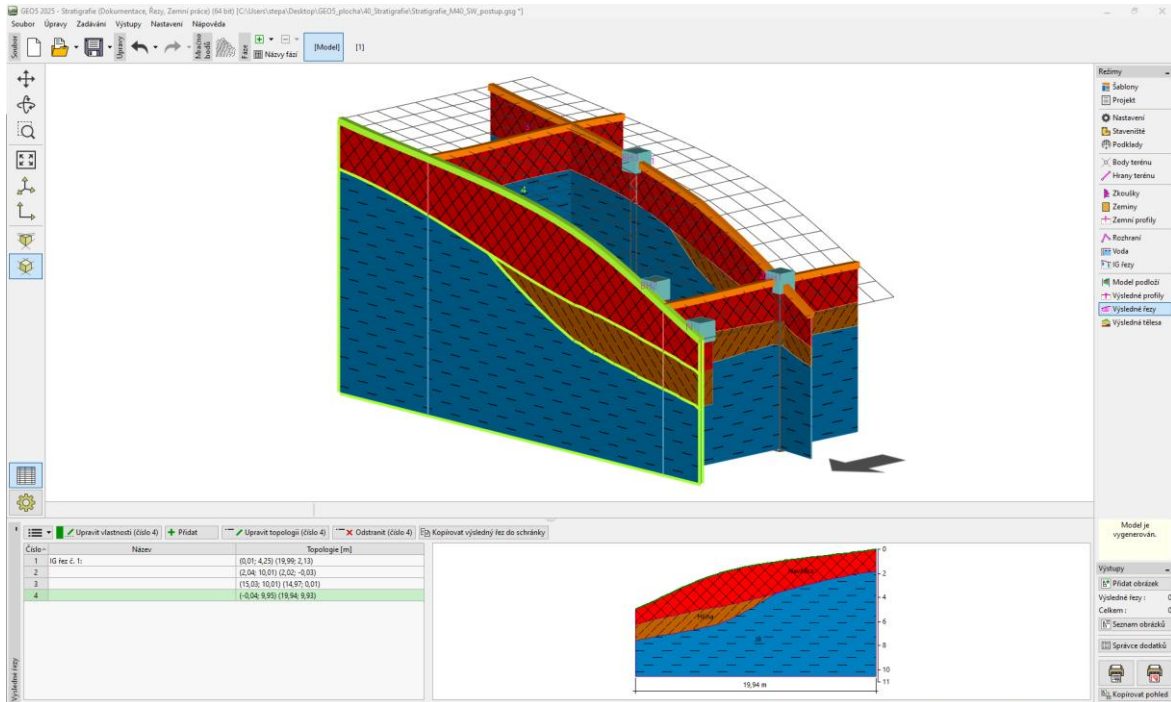 GEO5 2025 - Stratigrafie (Dokumentace, Řezy, Zemní práce) (64 bit) [C:\Users\stepa\Desktop\GEO5_plocha\40_Stratigrafie\Stratigrafie_M40_SW_postup.gsg *]
Soubor Úpravy Zadávání Výstupy Nastavení Nápověda
Soubor
Úpravy
Mračno bodů
Fáze
Názvy fází
[Model]
[1]
4
Režimy
Šablony
Projekt
Nastavení
Staveniště
Podklady
Body terénu
Hrany terénu
Zkoušky
Zeminy
Zemní profily
Rozhraní
Voda
IG řezy
Model podloží
Výsledné profily
Výsledné řezy
Výsledná tělesa
Upravit vlastnosti (číslo 4) Přidat Upravit topologii (číslo 4) Odstranit (číslo 4) Kopírovat výsledný řez do schránky
Číslo Název Topologie [m]
1 IG řez č. 1: (0,01; 4,25) (19,99; 2,13)
2 (2,04; 10,01) (2,02; -0,03)
3 (15,03; 10,01) (14,97; 0,01)
4 (-0,04; 9,95) (19,94; 9,93)
Výsledné řezy
0
2
4
6
8
10
11
19,94 m
Model je
vygenerován.
Výstupy
Přidat obrázek
Výsledné řezy : 0
Celkem : 0
Seznam obrázků
Správce dodatků
Kopírovat pohled